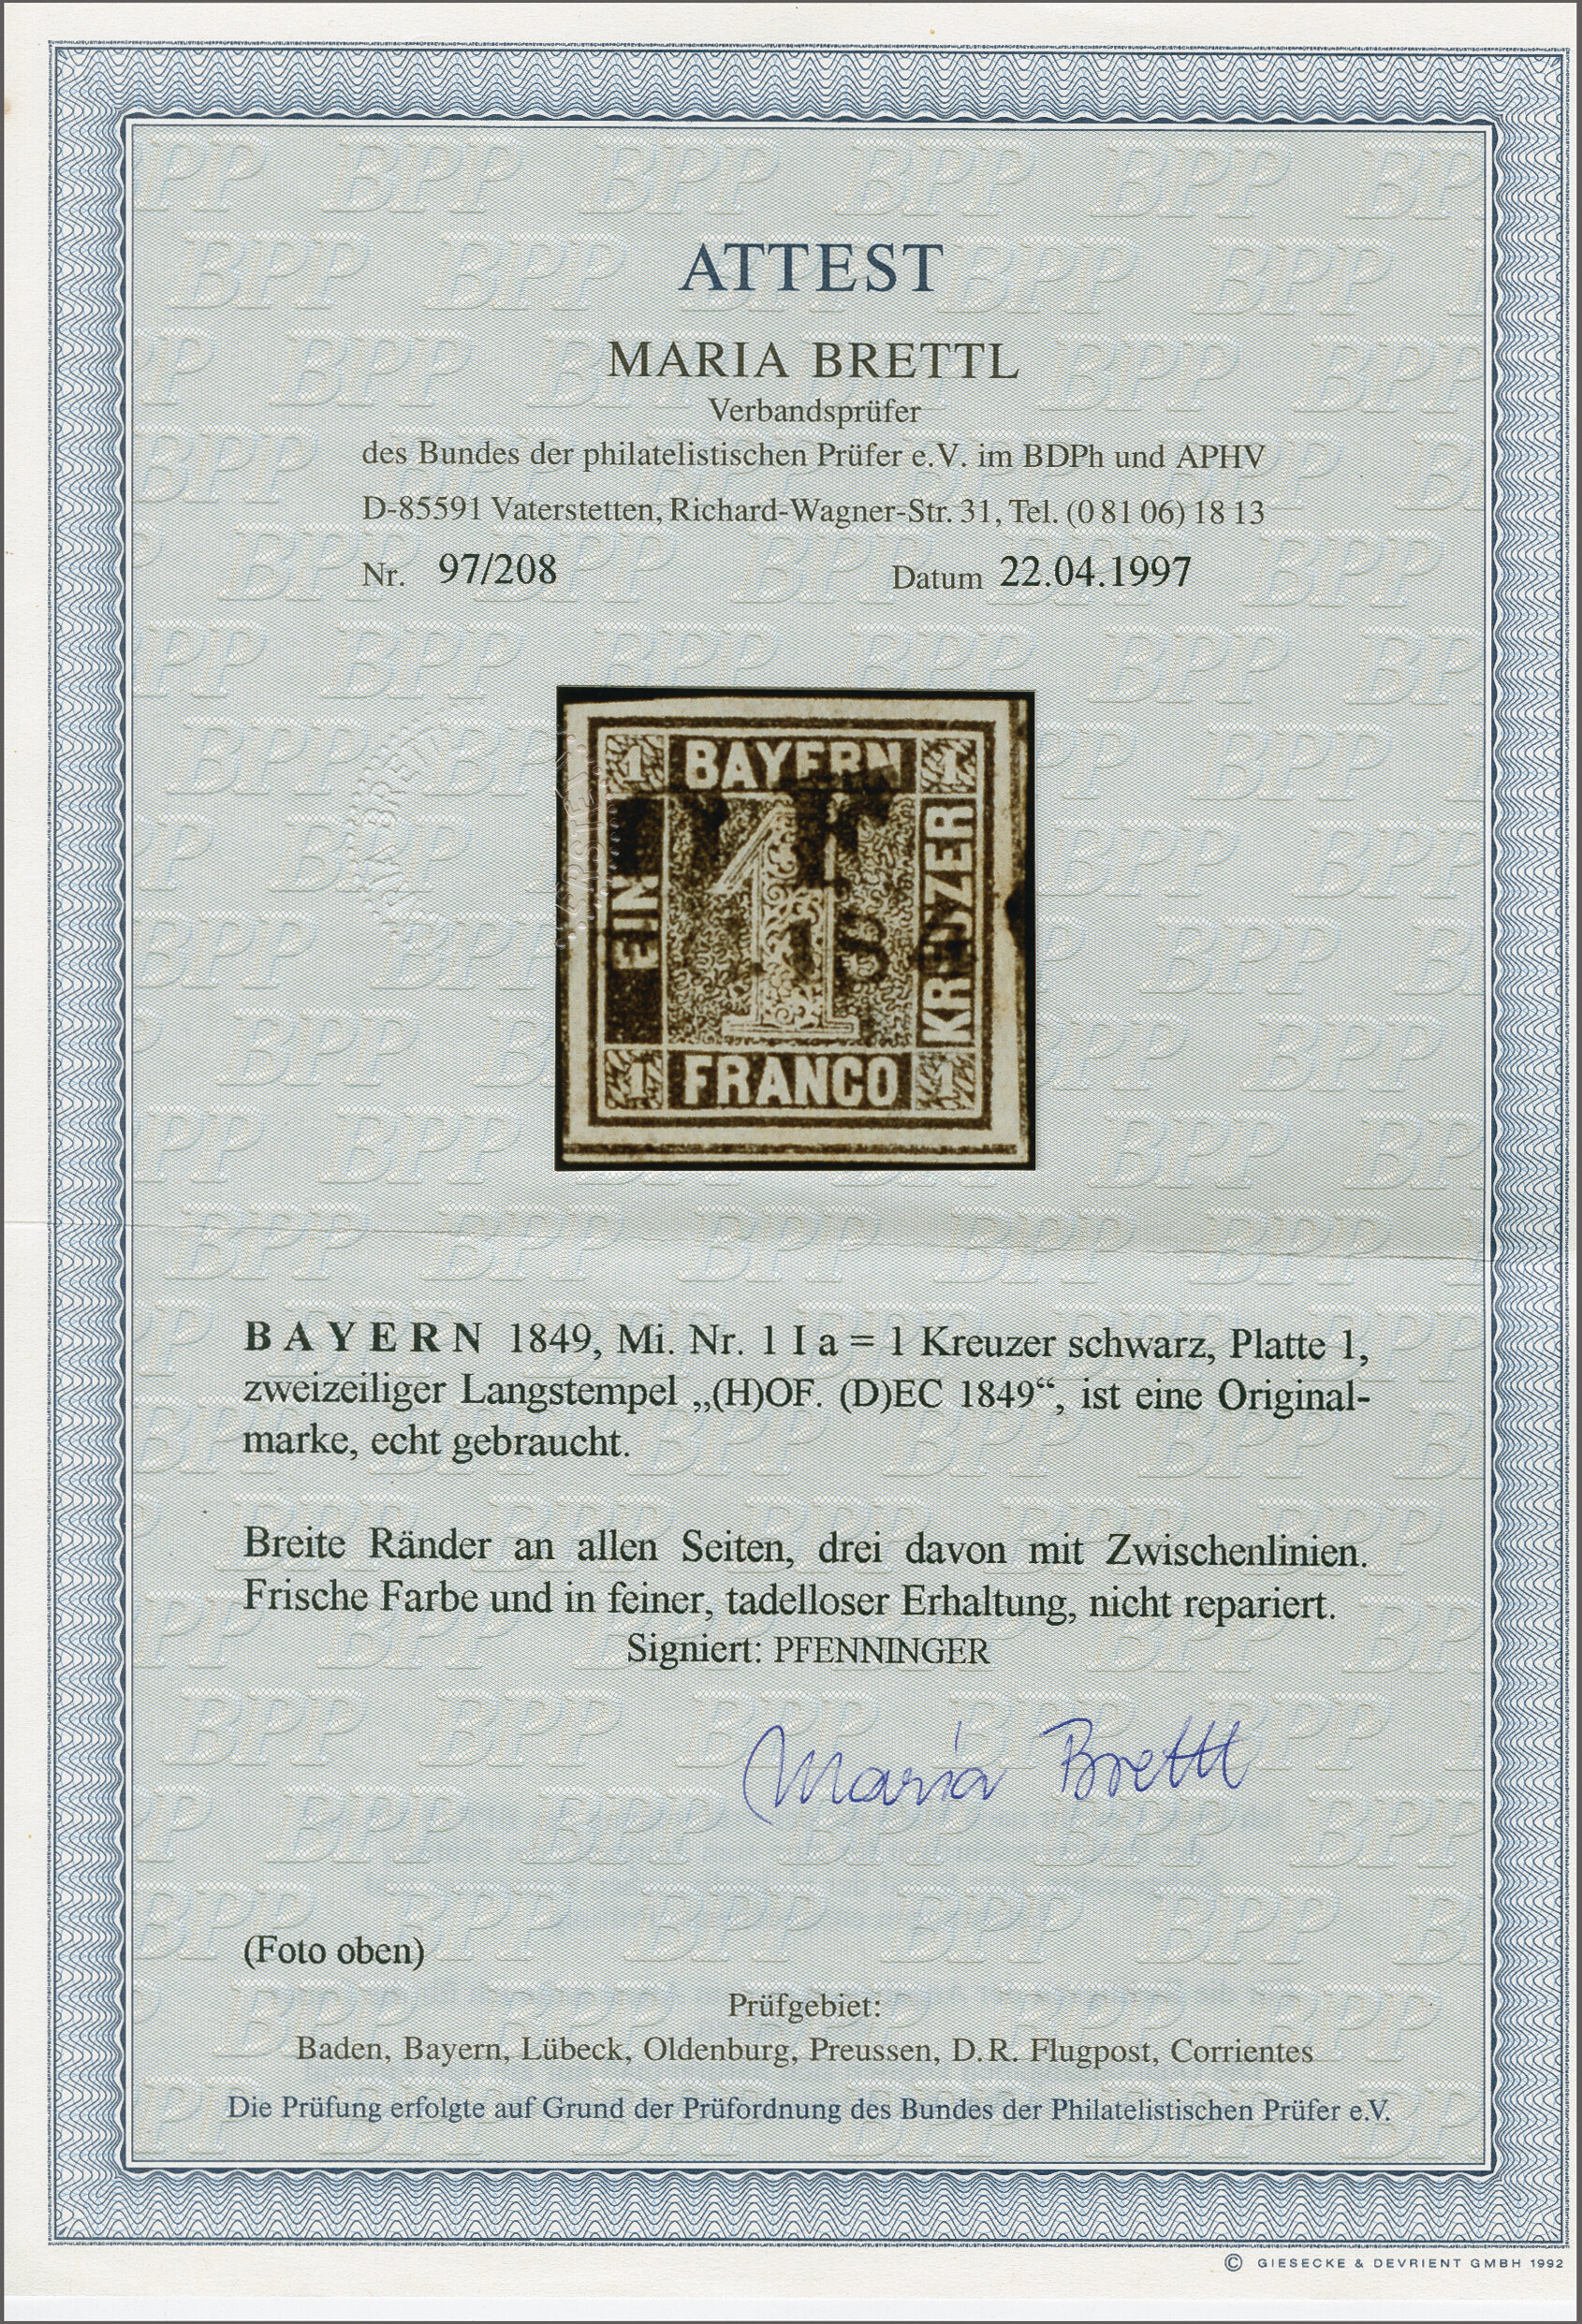 ATTEST
MARIA BRETTL
Verbandsprüfer
des Bundes der philatelistischen Prüfer e.V. im BDPh und APHV
D-85591 Vaterstetten, Richard-Wagner-Str. 31, Tel. (0 81 06) 18 13
Nr. 97/208 Datum 22.04.1997
1 BAYERN 1
EIN 1 KREUZER
1 FRANCO 1
BAYERN 1849, Mi. Nr. 1 I a = 1 Kreuzer schwarz, Platte 1,
zweizeiliger Langstempel „(H)OF. (D)EC 1849“, ist eine Original-
marke, echt gebraucht.
Breite Ränder an allen Seiten, drei davon mit Zwischenlinien.
Frische Farbe und in feiner, tadelloser Erhaltung, nicht repariert.
Signiert: PFENNINGER
Maria Brettl
(Foto oben)
Prüfgebiet:
Baden, Bayern, Lübeck, Oldenburg, Preussen, D.R. Flugpost, Corrientes
Die Prüfung erfolgte auf Grund der Prüfordnung des Bundes der Philatelistischen Prüfer e.V.
© GIESECKE & DEVRIENT GMBH 1992